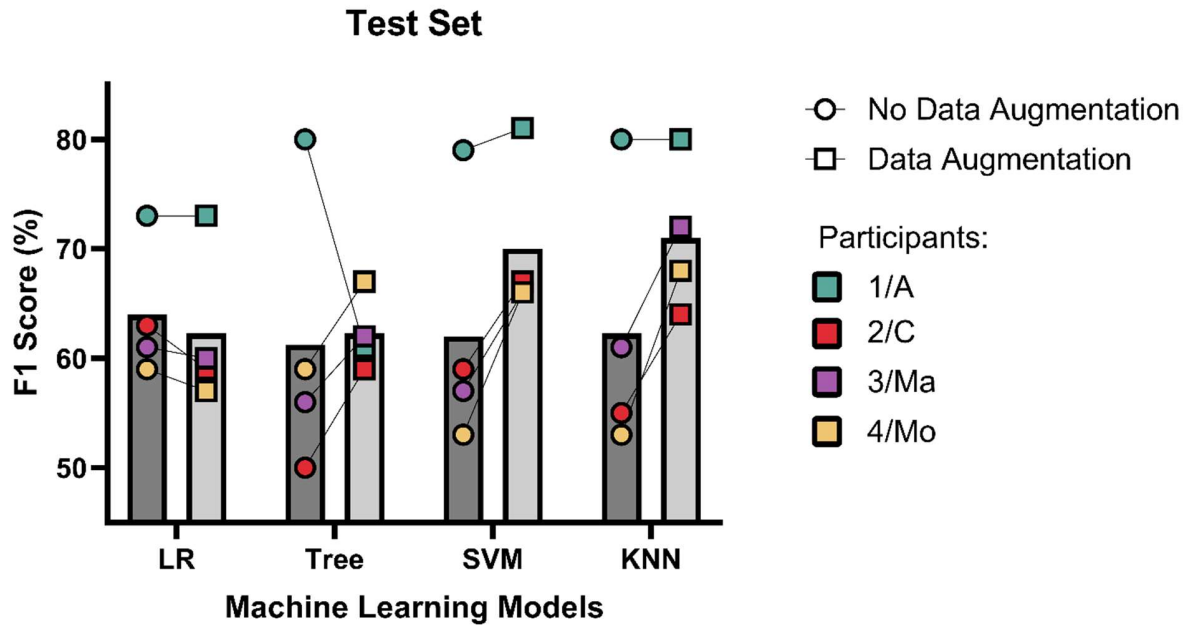 Test Set
F1 Score (%)
80
70
60
50
LR
Tree
SVM
KNN
Machine Learning Models
No Data Augmentation
Data Augmentation
Participants:
1/A
2/C
3/Ma
4/Mo